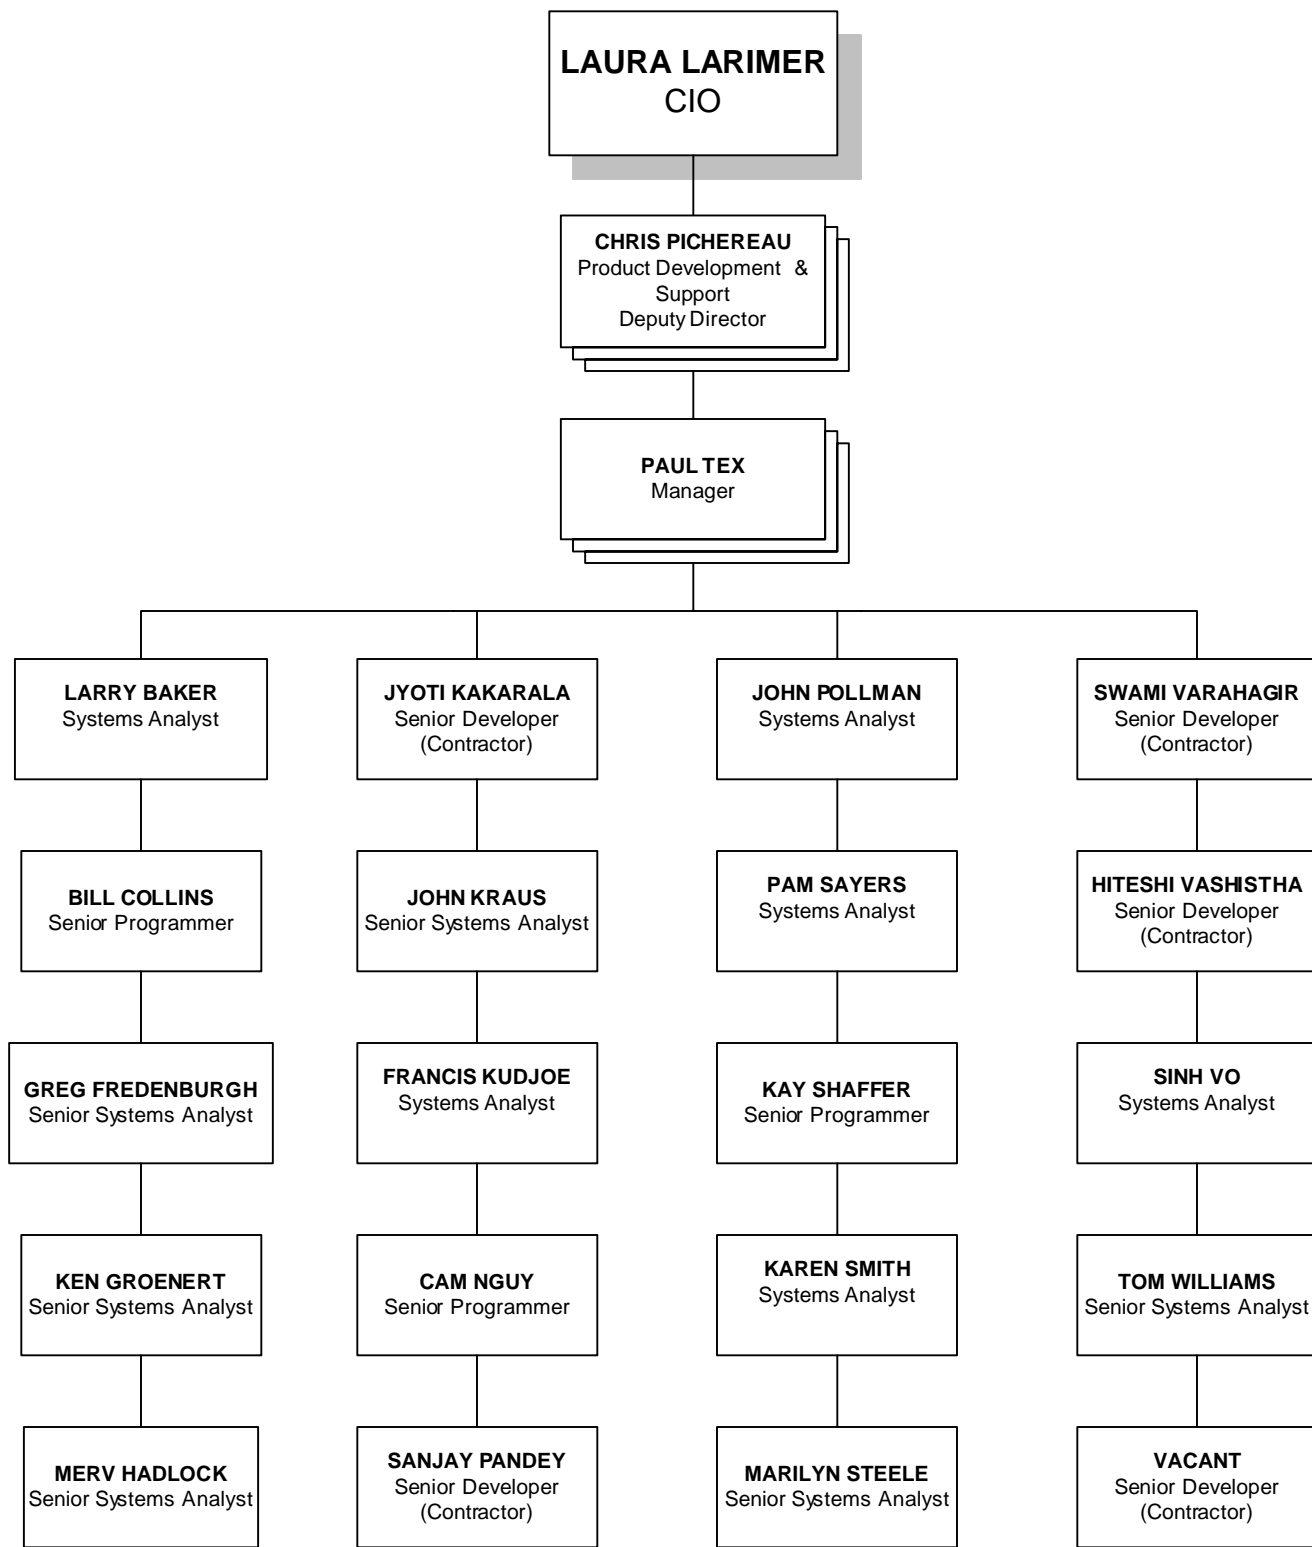 LAURA LARIMER
CIO
CHRIS PICHEREAU
Product Development &
Support
Deputy Director
PAUL TEX
Manager
LARRY BAKER
Systems Analyst
JYOTI KAKARALA
Senior Developer
(Contractor)
JOHN POLLMAN
Systems Analyst
SWAMI VARAHAGIR
Senior Developer
(Contractor)
BILL COLLINS
Senior Programmer
JOHN KRAUS
Senior Systems Analyst
PAM SAYERS
Systems Analyst
HITESHI VASHISTHA
Senior Developer
(Contractor)
GREG FREDENBURGH
Senior Systems Analyst
FRANCIS KUDJOE
Systems Analyst
KAY SHAFFER
Senior Programmer
SINH VO
Systems Analyst
KEN GROENERT
Senior Systems Analyst
CAM NGUY
Senior Programmer
KAREN SMITH
Systems Analyst
TOM WILLIAMS
Senior Systems Analyst
MERV HADLOCK
Senior Systems Analyst
SANJAY PANDEY
Senior Developer
(Contractor)
MARILYN STEELE
Senior Systems Analyst
VACANT
Senior Developer
(Contractor)